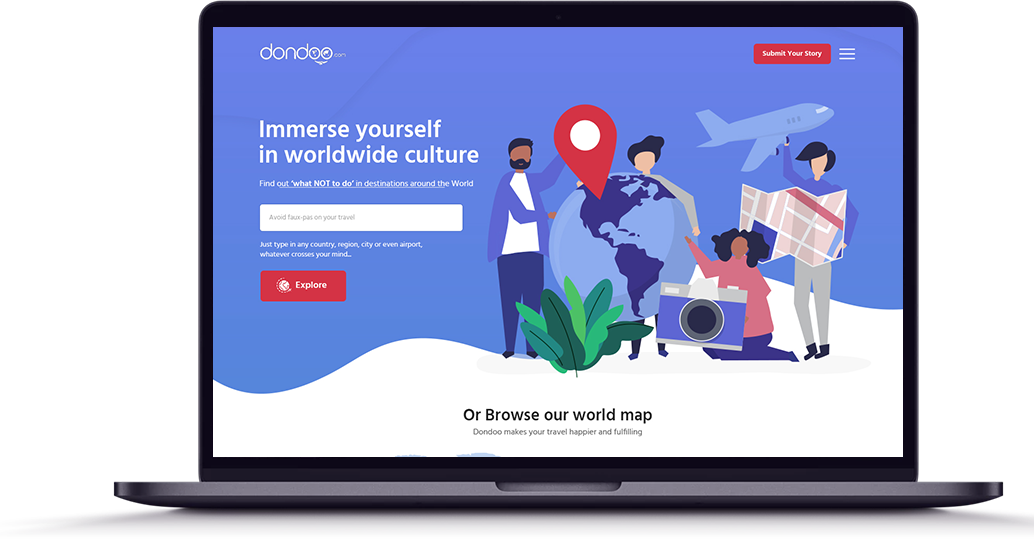 dondoo.com
Submit Your Story
Immerse yourself
in worldwide culture
Find out 'what NOT to do' in destinations around the World
Avoid faux-pas on your travel
Just type in any country, region, city or even airport,
whatever crosses your mind...
Explore
Or Browse our world map
Dondoo makes your travel happier and fulfilling